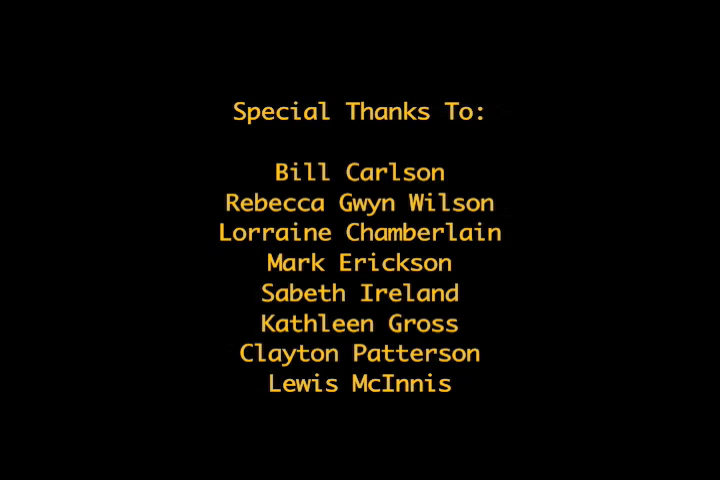 Special Thanks To:
Bill Carlson
Rebecca Gwyn Wilson
Lorraine Chamberlain
Mark Erickson
Sabeth Ireland
Kathleen Gross
Clayton Patterson
Lewis McInnis